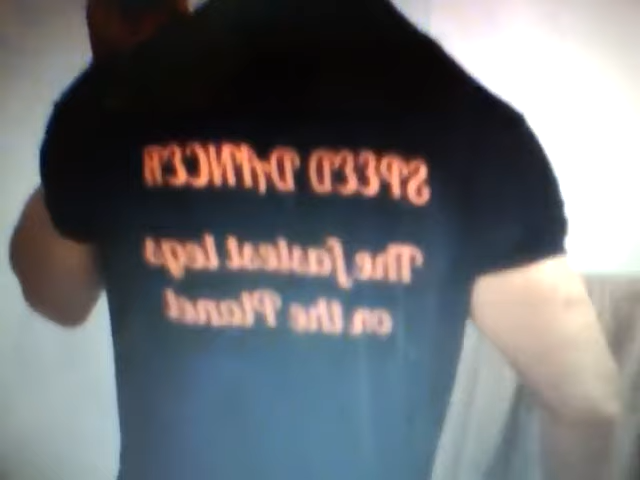 SPEED DANCER
The fastest legs
on the Planet